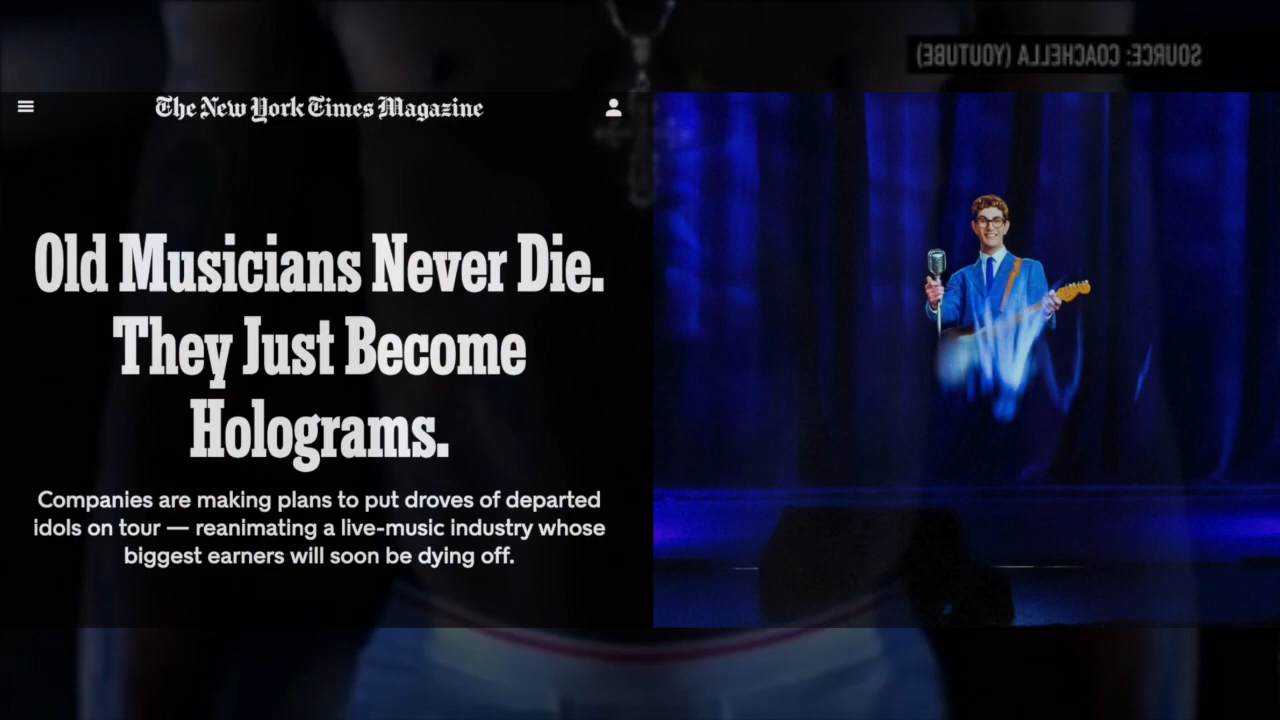 SOURCE: COACHELLA (YOUTUBE)
The New York Times Magazine
Old Musicians Never Die.
They Just Become
Holograms.
Companies are making plans to put droves of departed
idols on tour — reanimating a live-music industry whose
biggest earners will soon be dying off.